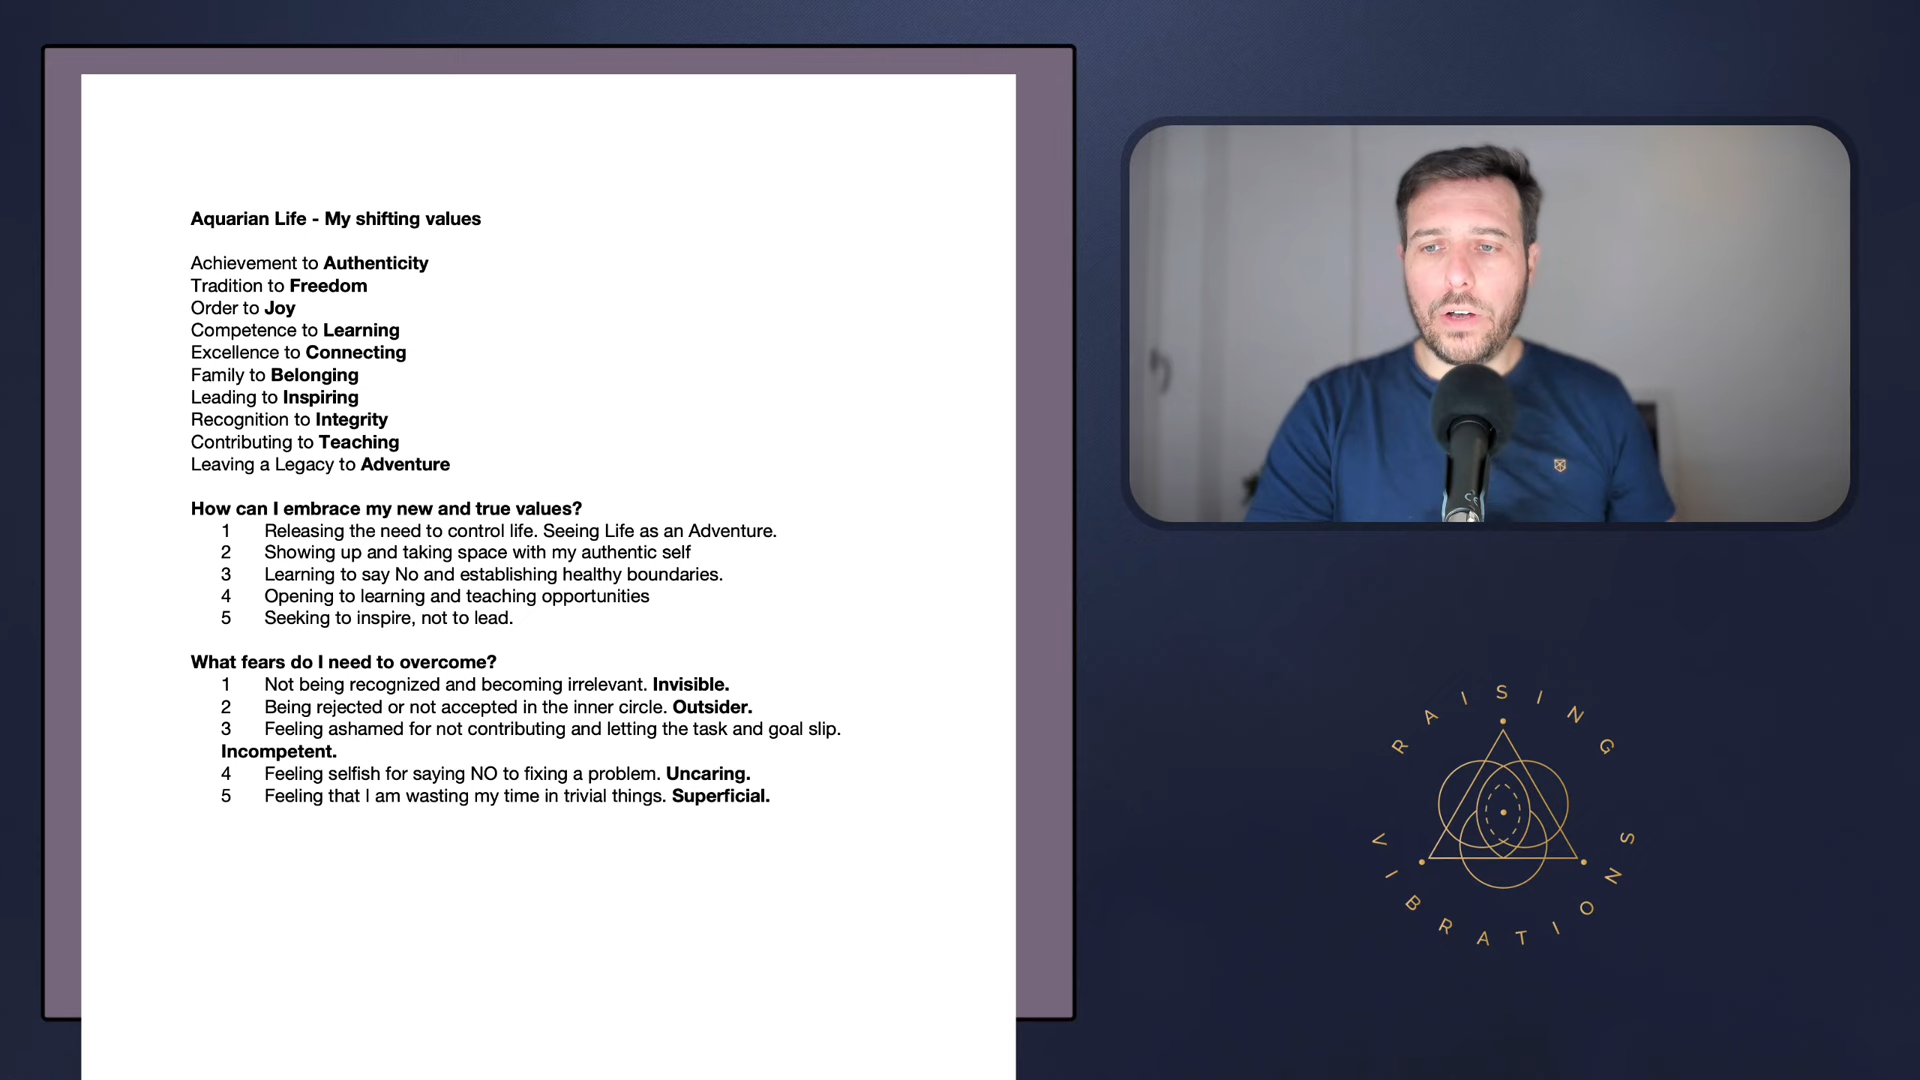 Aquarian Life - My shifting values
Achievement to Authenticity
Tradition to Freedom
Order to Joy
Competence to Learning
Excellence to Connecting
Family to Belonging
Leading to Inspiring
Recognition to Integrity
Contributing to Teaching
Leaving a Legacy to Adventure
How can I embrace my new and true values?
1 Releasing the need to control life. Seeing Life as an Adventure.
2 Showing up and taking space with my authentic self
3 Learning to say No and establishing healthy boundaries.
4 Opening to learning and teaching opportunities
5 Seeking to inspire, not to lead.
What fears do I need to overcome?
1 Not being recognized and becoming irrelevant. Invisible.
2 Being rejected or not accepted in the inner circle. Outsider.
3 Feeling ashamed for not contributing and letting the task and goal slip.
Incompetent.
4 Feeling selfish for saying NO to fixing a problem. Uncaring.
5 Feeling that I am wasting my time in trivial things. Superficial.
RAISING
VIBRATIONS